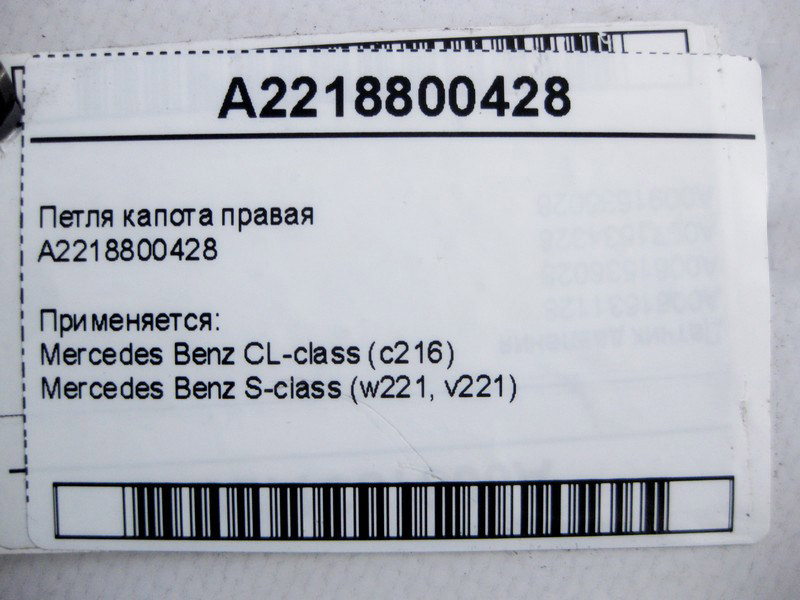 A2218800428
Петля капота правая
A2218800428
Применяется:
Mercedes Benz CL-class (c216)
Mercedes Benz S-class (w221, v221)